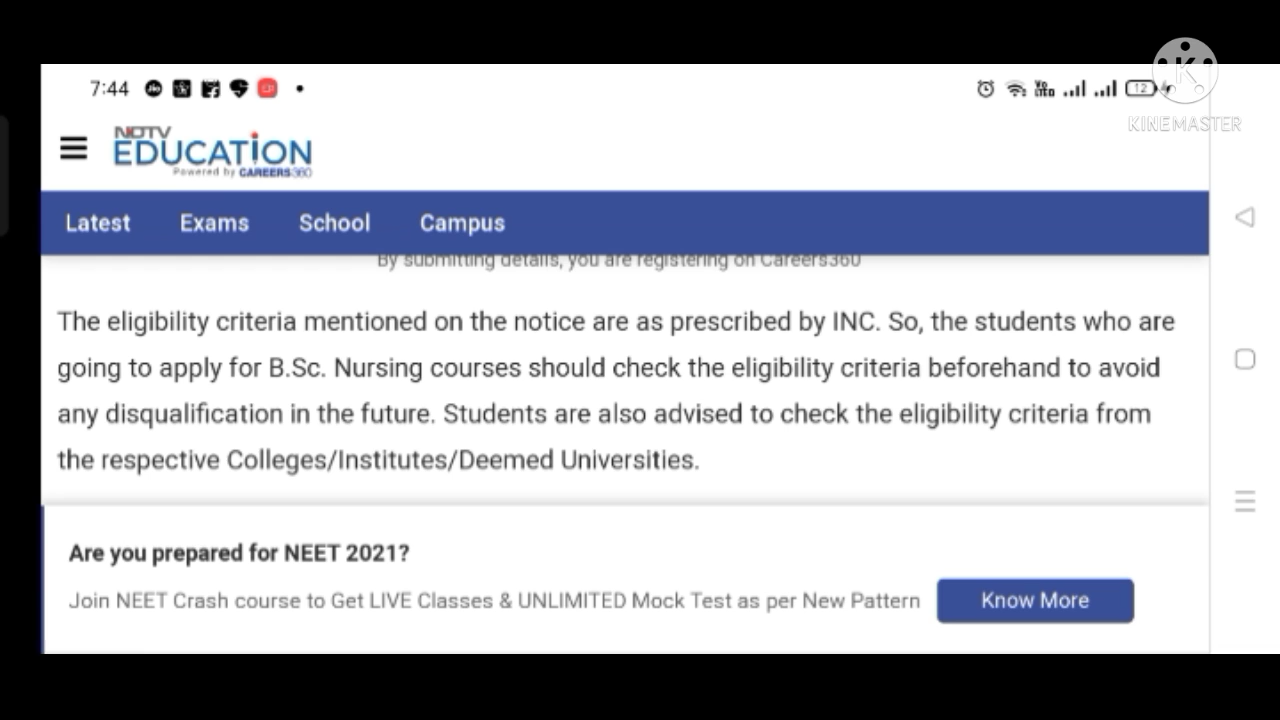 7:44
12
KINEMASTER
NDTV
EDUCATION
Powered by CAREERS360
Latest Exams School Campus
By submitting details, you are registering on Careers360
The eligibility criteria mentioned on the notice are as prescribed by INC. So, the students who are
going to apply for B.Sc. Nursing courses should check the eligibility criteria beforehand to avoid
any disqualification in the future. Students are also advised to check the eligibility criteria from
the respective Colleges/Institutes/Deemed Universities.
Are you prepared for NEET 2021?
Join NEET Crash course to Get LIVE Classes & UNLIMITED Mock Test as per New Pattern
Know More